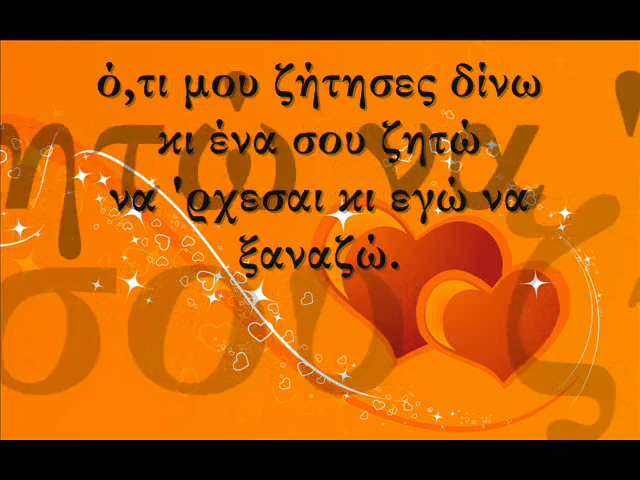 ό,τι μου ζήτησες δίνω
κι ένα σου ζητώ
να 'ρχεσαι κι εγώ να
ξαναζώ.